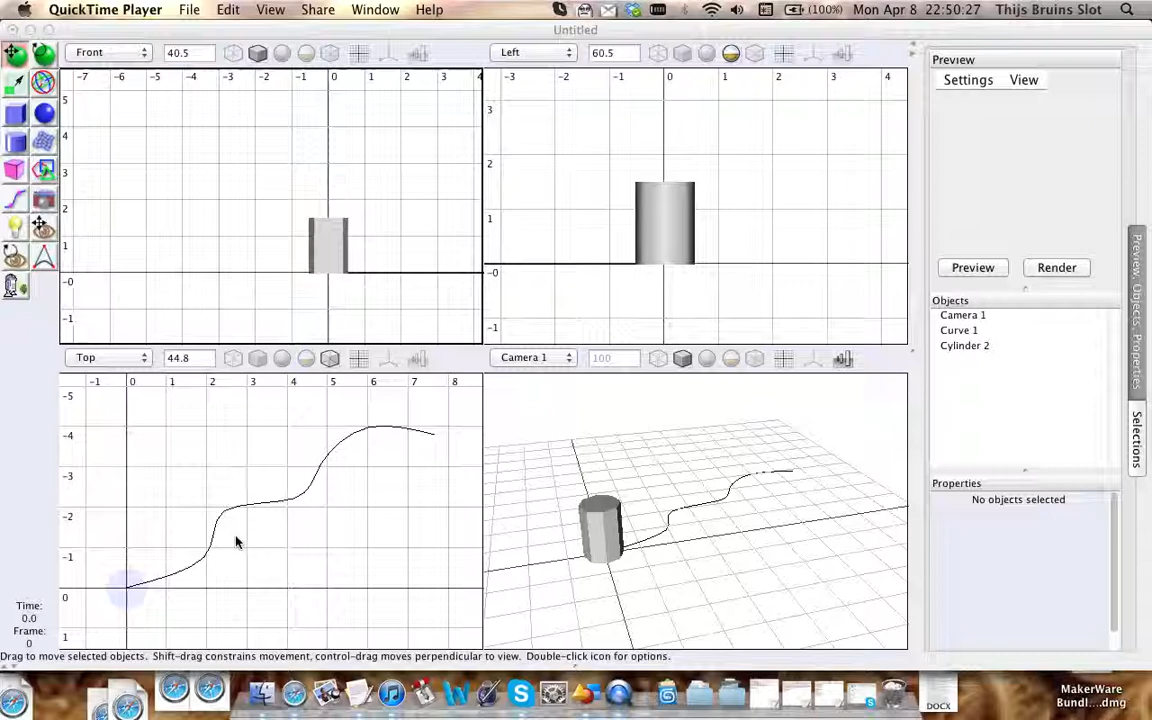 QuickTime Player File Edit View Share Window Help (100%) Mon Apr 8 22:50:27 Thijs Bruins Slot
Untitled
Front 40.5
Left 60.5
Preview
Settings View
-7 -6 -5 -4 -3 -2 -1 0 1 2 3 4
-3 -2 -1 0 1 2 3 4
5
4
3
2
1
-0
-1
3
2
1
-0
-1
Preview Render
Preview, Objects, Properties
Selections
Objects
Camera 1
Curve 1
Cylinder 2
Top 44.8
Camera 1 100
-1 0 1 2 3 4 5 6 7 8
-5
-4
-3
-2
-1
0
1
Properties
No objects selected
Time:
0.0
Frame:
0
Drag to move selected objects. Shift-drag constrains movement, control-drag moves perpendicular to view. Double-click icon for options.
DOCX
MakerWare
Bundl....dmg